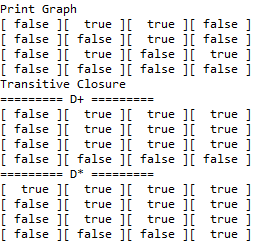 Print Graph
[ false ][  true ][  true ][ false ]
[ false ][ false ][  true ][ false ]
[ false ][  true ][ false ][  true ]
[ false ][ false ][ false ][ false ]
Transitive Closure
========= D+ =========
[ false ][  true ][  true ][  true ]
[ false ][  true ][  true ][  true ]
[ false ][  true ][  true ][  true ]
[ false ][ false ][ false ][ false ]
========= D* =========
[  true ][  true ][  true ][  true ]
[ false ][  true ][  true ][  true ]
[ false ][  true ][  true ][  true ]
[ false ][ false ][ false ][  true ]